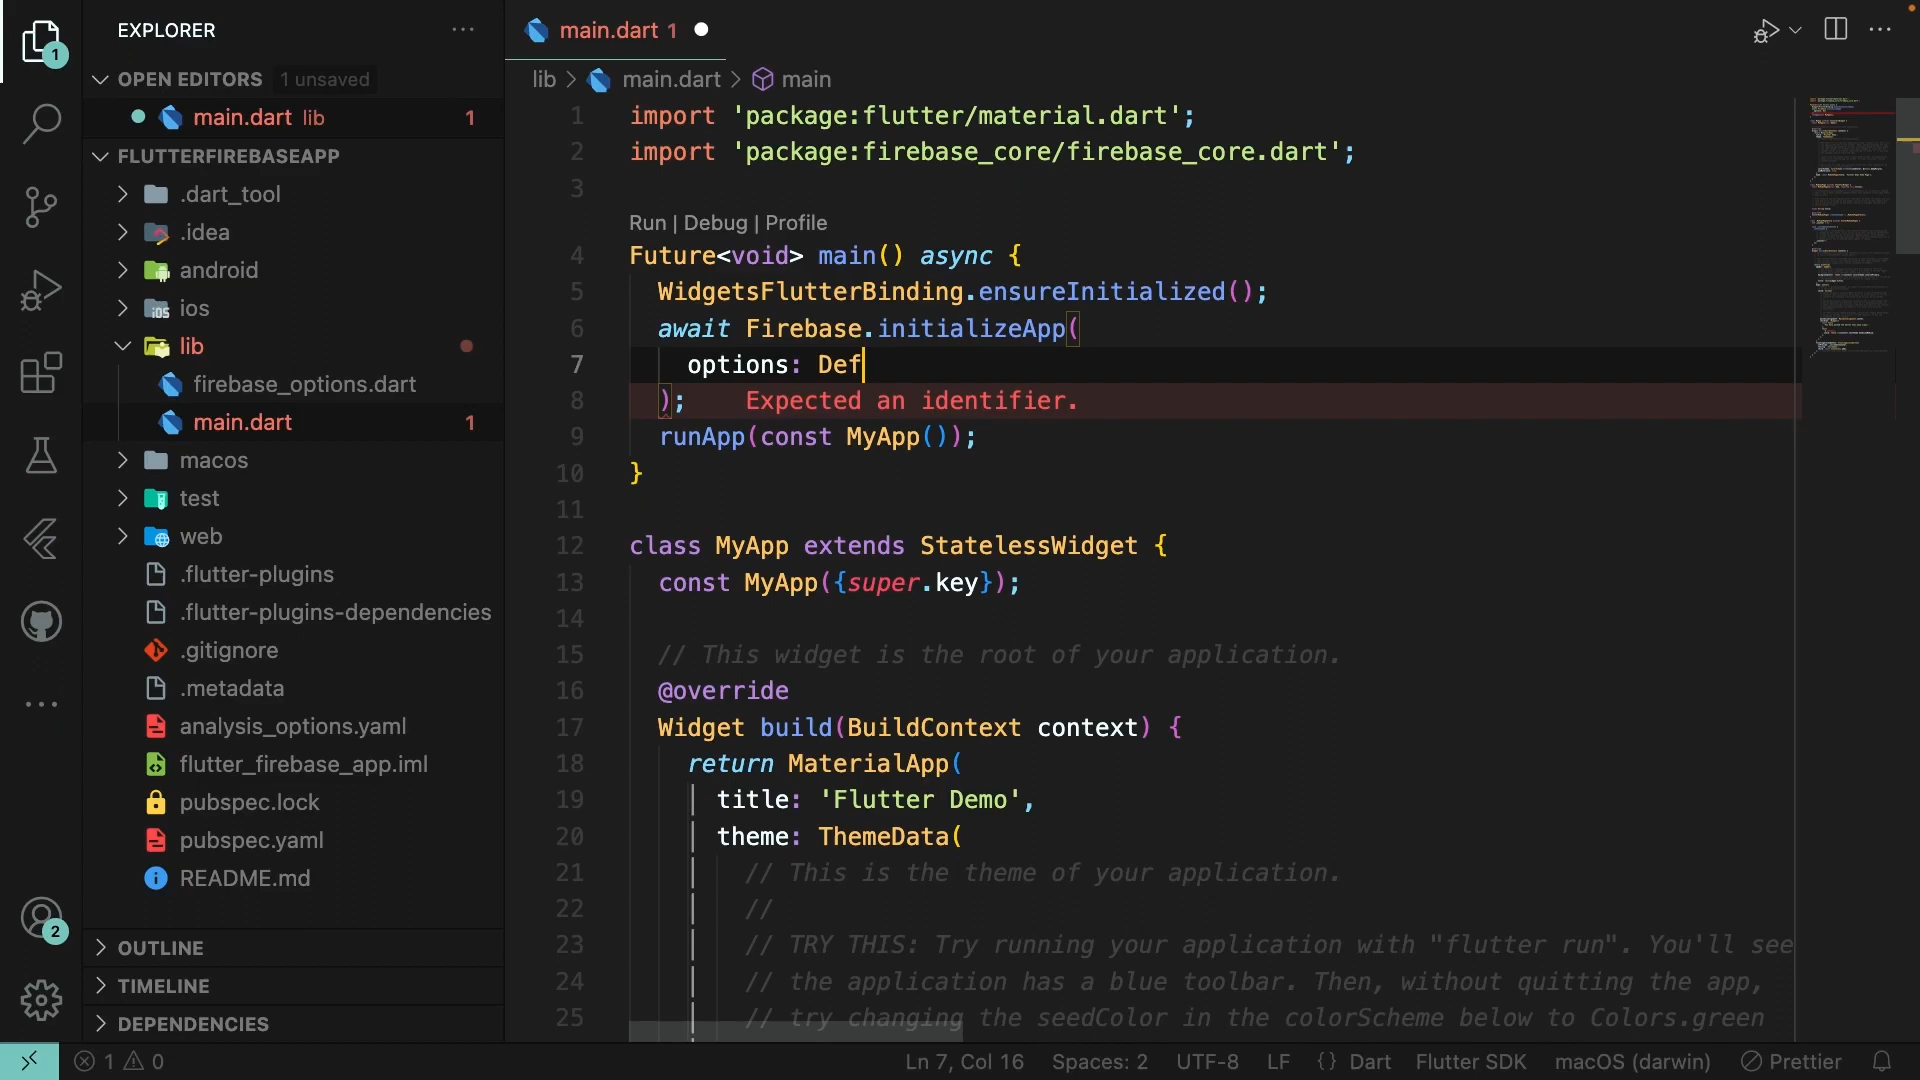 EXPLORER
OPEN EDITORS 1 unsaved
main.dart lib 1
FLUTTERFIREBASEAPP
.dart_tool
.idea
android
ios
lib
firebase_options.dart
main.dart 1
macos
test
web
.flutter-plugins
.flutter-plugins-dependencies
.gitignore
.metadata
analysis_options.yaml
flutter_firebase_app.iml
pubspec.lock
pubspec.yaml
README.md
OUTLINE
TIMELINE
DEPENDENCIES
1
2
main.dart 1
lib > main.dart > main
1 import 'package:flutter/material.dart';
2 import 'package:firebase_core/firebase_core.dart';
3
Run | Debug | Profile
4 Future<void> main() async {
5 WidgetsFlutterBinding.ensureInitialized();
6 await Firebase.initializeApp(
7 options: Def
8 ); Expected an identifier.
9 runApp(const MyApp());
10 }
11
12 class MyApp extends StatelessWidget {
13 const MyApp({super.key});
14
15 // This widget is the root of your application.
16 @override
17 Widget build(BuildContext context) {
18 return MaterialApp(
19 title: 'Flutter Demo',
20 theme: ThemeData(
21 // This is the theme of your application.
22 //
23 // TRY THIS: Try running your application with "flutter run". You'll see
24 // the application has a blue toolbar. Then, without quitting the app,
25 // try changing the seedColor in the colorScheme below to Colors.green
1 0
Ln 7, Col 16 Spaces: 2 UTF-8 LF {} Dart Flutter SDK macOS (darwin) Prettier